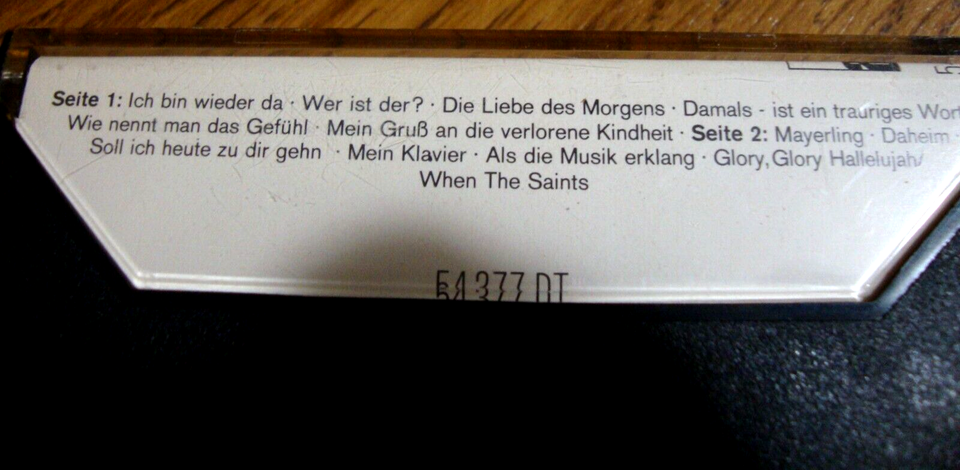 Seite 1: Ich bin wieder da · Wer ist der? · Die Liebe des Morgens · Damals - ist ein trauriges Wort
Wie nennt man das Gefühl · Mein Gruß an die verlorene Kindheit · Seite 2: Mayerling · Daheim ·
Soll ich heute zu dir gehn · Mein Klavier · Als die Musik erklang · Glory, Glory Hallelujah/
When The Saints
54 377 DT